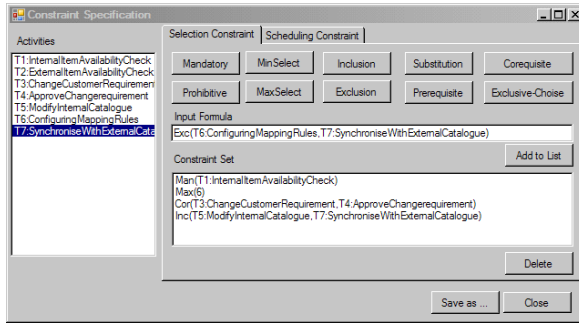 Constraint Specification
Activities
T1:InternalItemAvailabilityCheck
T2:ExternalItemAvailabilityCheck
T3:ChangeCustomerRequirement
T4:ApproveChangerequirement
T5:ModifyInternalCatalogue
T6:ConfiguringMappingRules
T7:SynchroniseWithExternalCata
Selection Constraint Scheduling Constraint
Mandatory MinSelect Inclusion Substitution Corequisite
Prohibitive MaxSelect Exclusion Prerequisite Exclusive-Choise
Input Formula
Exc(T6:ConfiguringMappingRules,T7:SynchroniseWithExternalCatalogue)
Constraint Set
Add to List
Man(T1:InternalItemAvailabilityCheck)
Max(6)
Cor(T3:ChangeCustomerRequirement,T4:ApproveChangerequirement)
Inc(T5:ModifyInternalCatalogue,T7:SynchroniseWithExternalCatalogue)
Delete
Save as ... Close